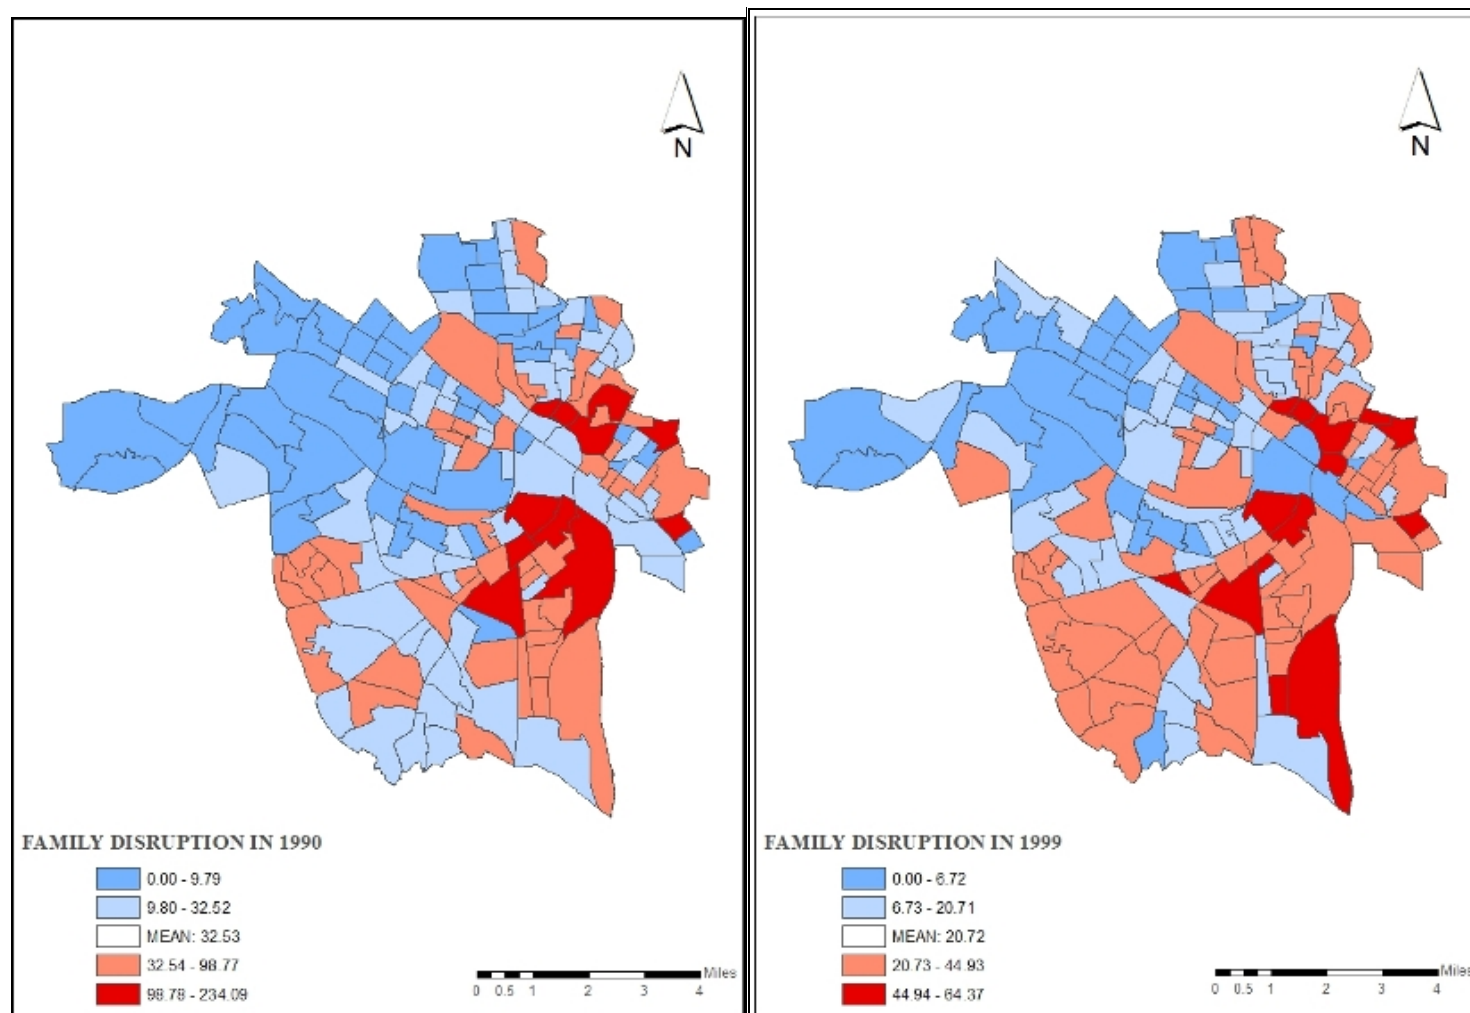 N
N
FAMILY DISRUPTION IN 1990
0.00 - 9.79
9.80 - 32.52
MEAN: 32.53
32.54 - 98.77
98.78 - 234.09
Miles
0 0.5 1 2 3 4
FAMILY DISRUPTION IN 1999
0.00 - 6.72
6.73 - 20.71
MEAN: 20.72
20.73 - 44.93
44.94 - 64.37
Miles
0 0.5 1 2 3 4